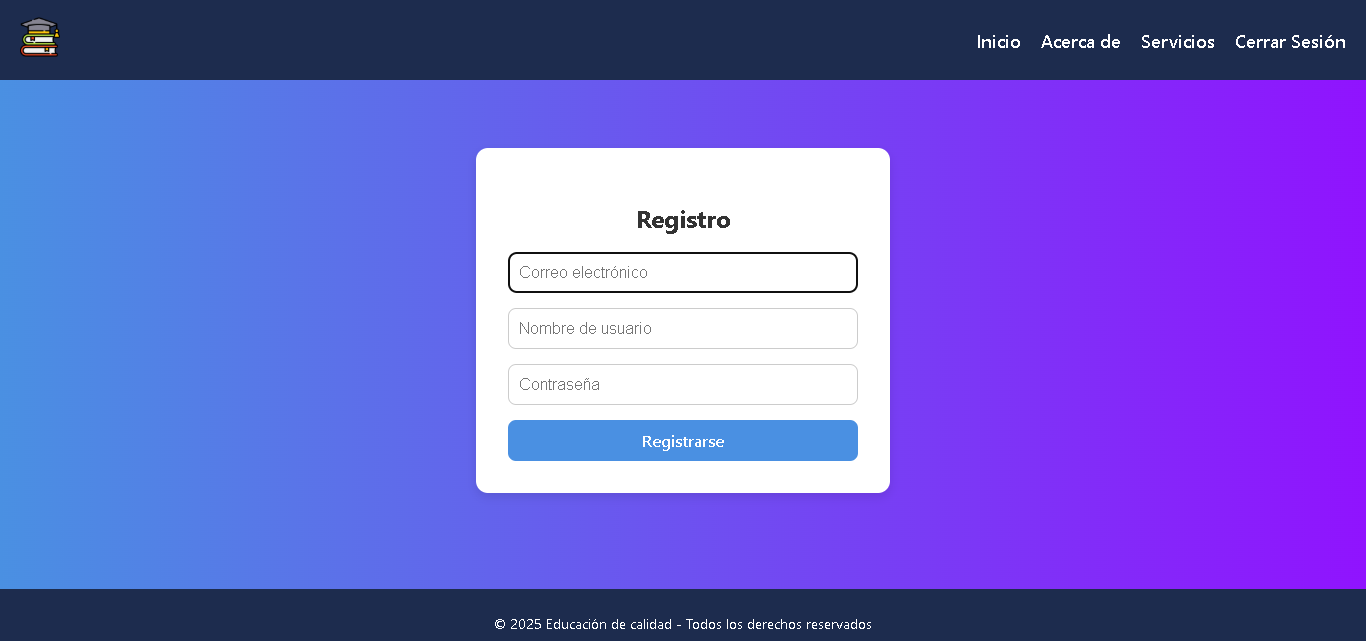 Inicio Acerca de Servicios Cerrar Sesión
Registro
Correo electrónico
Nombre de usuario
Contraseña
Registrarse
© 2025 Educación de calidad - Todos los derechos reservados